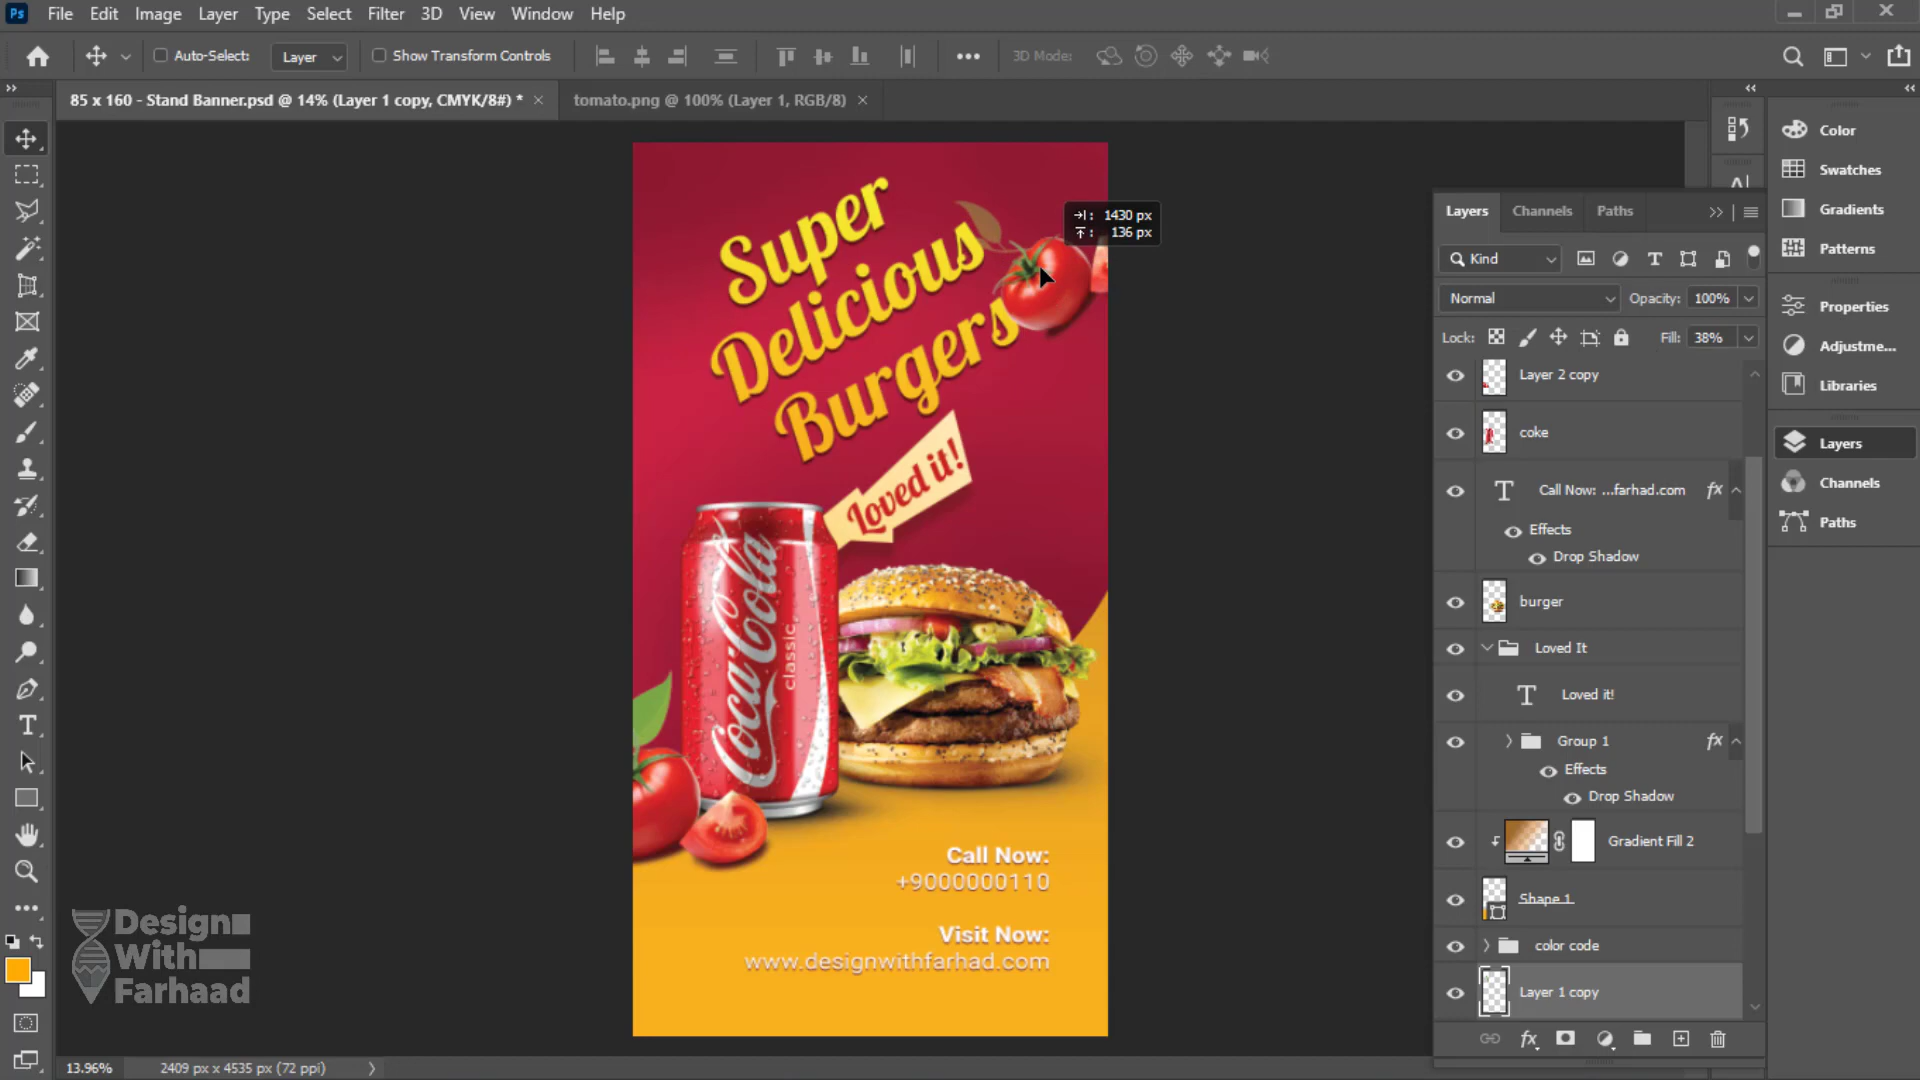 Ps File Edit Image Layer Type Select Filter 3D View Window Help
Auto-Select: Layer Show Transform Controls 3D Mode:
85 x 160 - Stand Banner.psd @ 14% (Layer 1 copy, CMYK/8#) *
tomato.png @ 100% (Layer 1, RGB/8)
Super
Delicious
Burgers
1430 px
136 px
Loved it!
Coca-Cola
classic
Call Now:
+9000000110
Visit Now:
www.designwithfarhad.com
Design
With
Farhaad
13.96% 2409 px x 4535 px (72 ppi)
Layers Channels Paths
Kind
Normal Opacity: 100%
Lock: Fill: 38%
Layer 2 copy
coke
Call Now: ...farhad.com fx
Effects
Drop Shadow
burger
Loved It
Loved it!
Group 1 fx
Effects
Drop Shadow
Gradient Fill 2
Shape 1
color code
Layer 1 copy
Color
Swatches
Gradients
Patterns
Properties
Adjustme...
Libraries
Layers
Channels
Paths